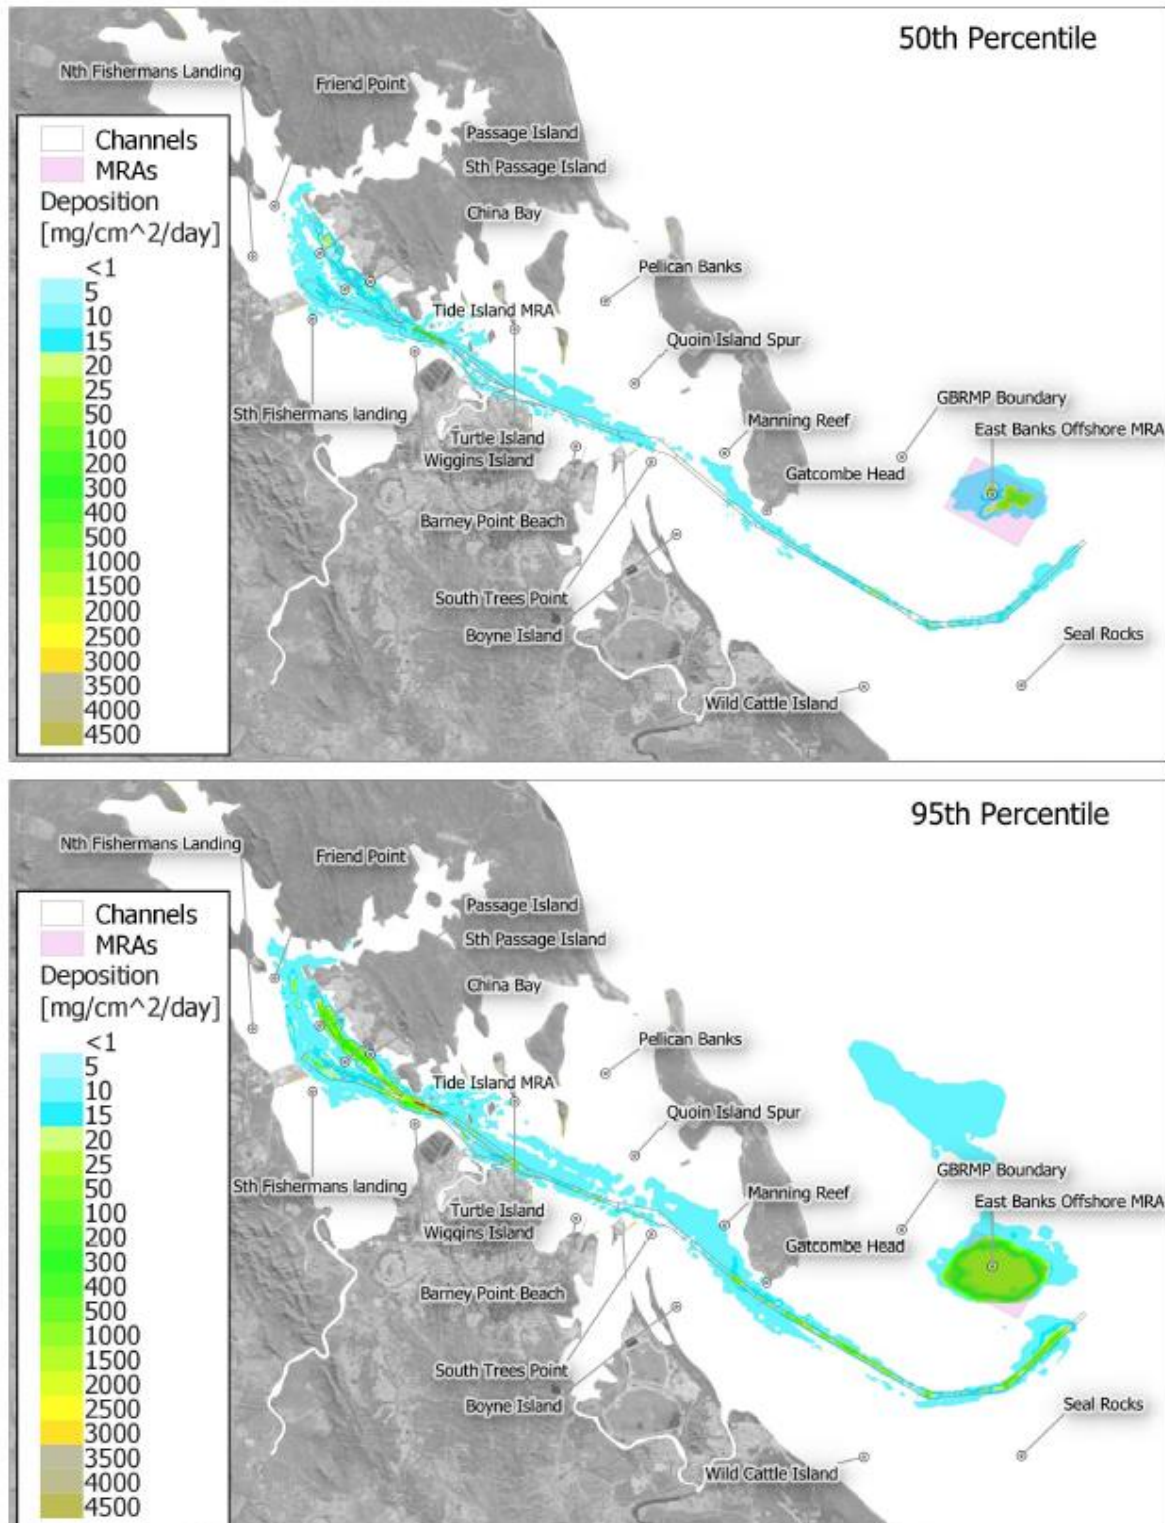 50th Percentile
Nth Fishermans Landing
Friend Point
Channels
MRAs
Deposition
[mg/cm^2/day]
<1
5
10
15
20
25
50
100
200
300
400
500
1000
1500
2000
2500
3000
3500
4000
4500
Passage Island
Sth Passage Island
China Bay
Pellican Banks
Tide Island MRA
Quoin Island Spur
GBRMP Boundary
East Banks Offshore MRA
Sth Fishermans landing
Manning Reef
Turtle Island
Wiggins Island
Gatcombe Head
Barney Point Beach
South Trees Point
Boyne Island
Seal Rocks
Wild Cattle Island
95th Percentile
Nth Fishermans Landing
Friend Point
Channels
MRAs
Deposition
[mg/cm^2/day]
<1
5
10
15
20
25
50
100
200
300
400
500
1000
1500
2000
2500
3000
3500
4000
4500
Passage Island
Sth Passage Island
China Bay
Pellican Banks
Tide Island MRA
Quoin Island Spur
GBRMP Boundary
East Banks Offshore MRA
Sth Fishermans landing
Manning Reef
Turtle Island
Wiggins Island
Gatcombe Head
Barney Point Beach
South Trees Point
Boyne Island
Seal Rocks
Wild Cattle Island